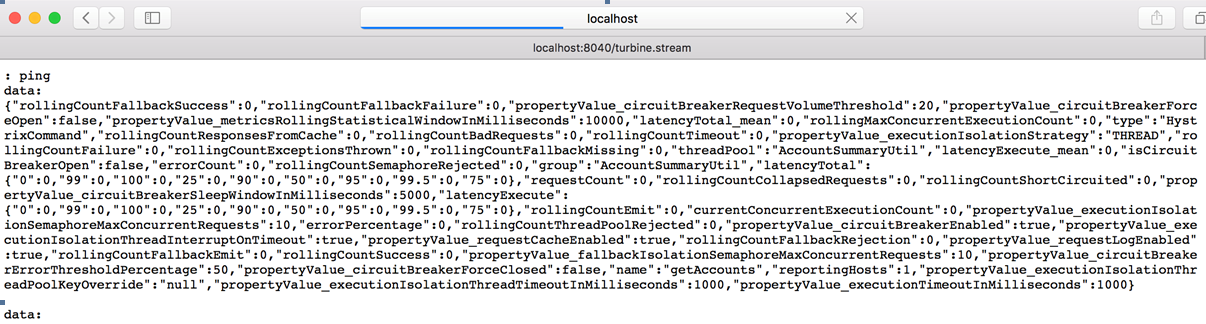 localhost
localhost:8040/turbine.stream
: ping
data:
{"rollingCountFallbackSuccess":0,"rollingCountFallbackFailure":0,"propertyValue_circuitBreakerRequestVolumeThreshold":20,"propertyValue_circuitBreakerForc
eOpen":false,"propertyValue_metricsRollingStatisticalWindowInMilliseconds":10000,"latencyTotal_mean":0,"rollingMaxConcurrentExecutionCount":0,"type":"Hyst
rixCommand","rollingCountResponsesFromCache":0,"rollingCountBadRequests":0,"rollingCountTimeout":0,"propertyValue_executionIsolationStrategy":"THREAD","ro
llingCountFailure":0,"rollingCountExceptionsThrown":0,"rollingCountFallbackMissing":0,"threadPool":"AccountSummaryUtil","latencyExecute_mean":0,"isCircuit
BreakerOpen":false,"errorCount":0,"rollingCountSemaphoreRejected":0,"group":"AccountSummaryUtil","latencyTotal":
{"0":0,"99":0,"100":0,"25":0,"90":0,"50":0,"95":0,"99.5":0,"75":0},"requestCount":0,"rollingCountCollapsedRequests":0,"rollingCountShortCircuited":0,"prop
ertyValue_circuitBreakerSleepWindowInMilliseconds":5000,"latencyExecute":
{"0":0,"99":0,"100":0,"25":0,"90":0,"50":0,"95":0,"99.5":0,"75":0},"rollingCountEmit":0,"currentConcurrentExecutionCount":0,"propertyValue_executionIsolat
ionSemaphoreMaxConcurrentRequests":10,"errorPercentage":0,"rollingCountThreadPoolRejected":0,"propertyValue_circuitBreakerEnabled":true,"propertyValue_exe
cutionIsolationThreadInterruptOnTimeout":true,"propertyValue_requestCacheEnabled":true,"rollingCountFallbackRejection":0,"propertyValue_requestLogEnabled"
:true,"rollingCountFallbackEmit":0,"rollingCountSuccess":0,"propertyValue_fallbackIsolationSemaphoreMaxConcurrentRequests":10,"propertyValue_circuitBreake
rErrorThresholdPercentage":50,"propertyValue_circuitBreakerForceClosed":false,"name":"getAccounts","reportingHosts":1,"propertyValue_executionIsolationThr
eadPoolKeyOverride":"null","propertyValue_executionIsolationThreadTimeoutInMilliseconds":1000,"propertyValue_executionTimeoutInMilliseconds":1000}
data: